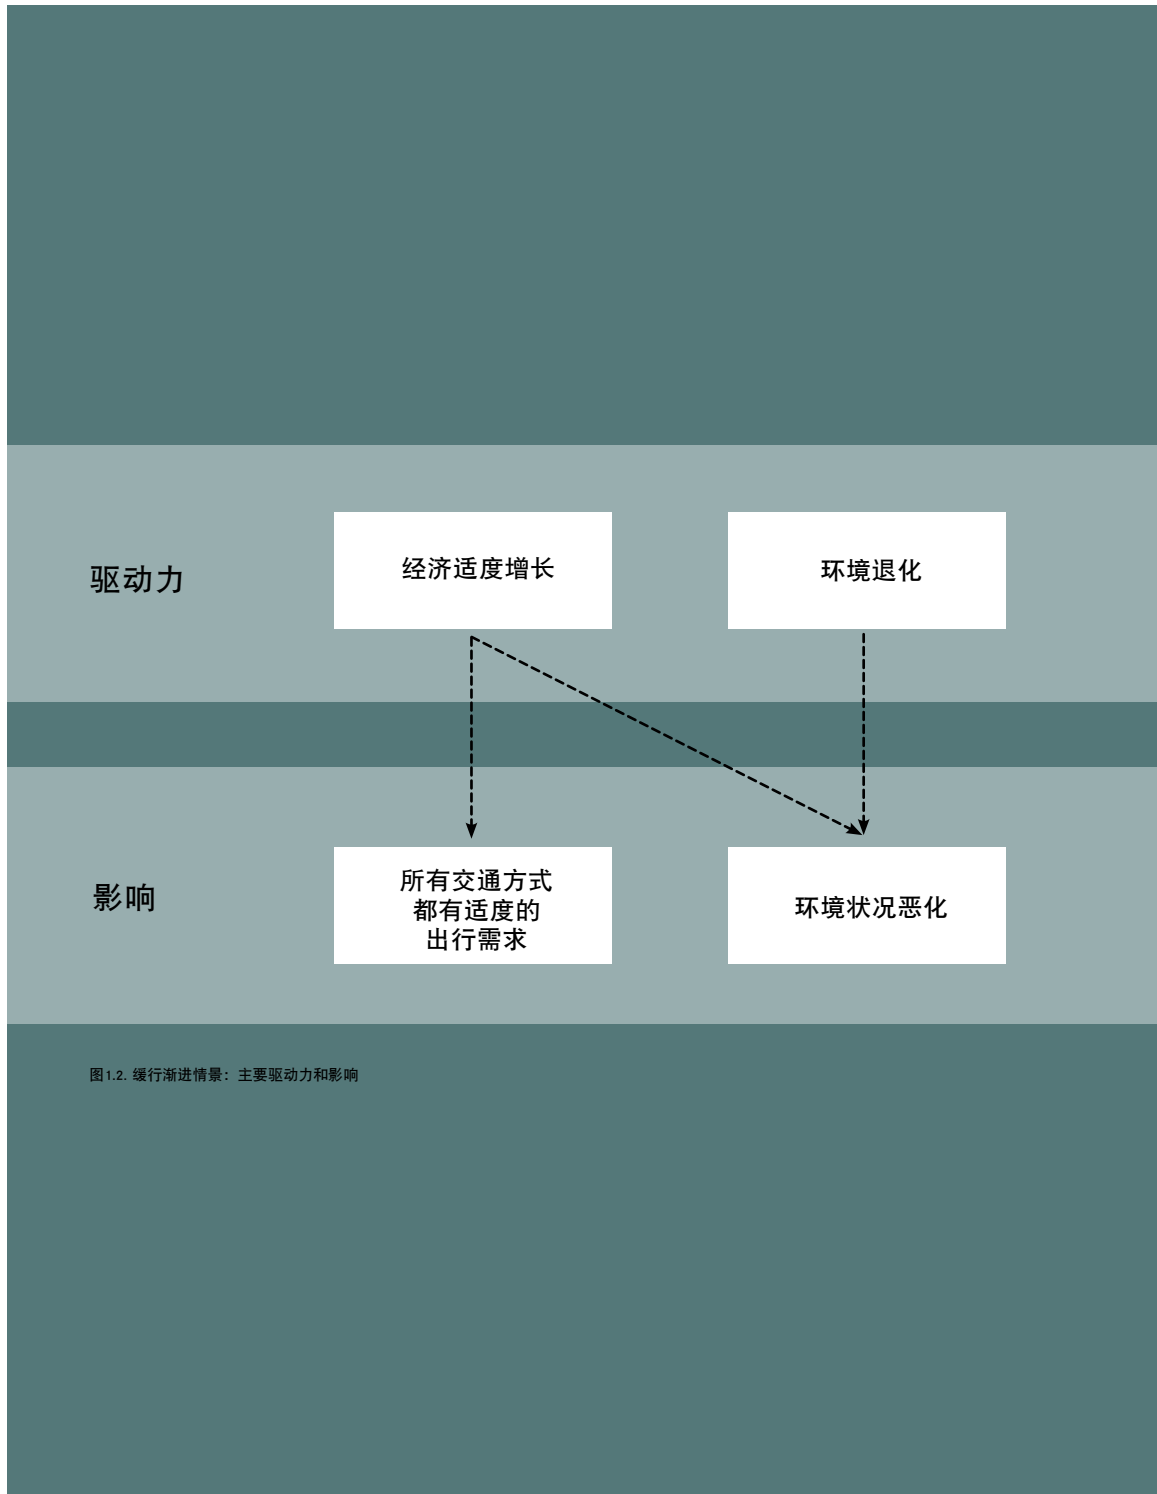 驱动力
经济适度增长
环境退化
影响
所有交通方式
都有适度的
出行需求
环境状况恶化
图1.2. 缓行渐进情景：主要驱动力和影响